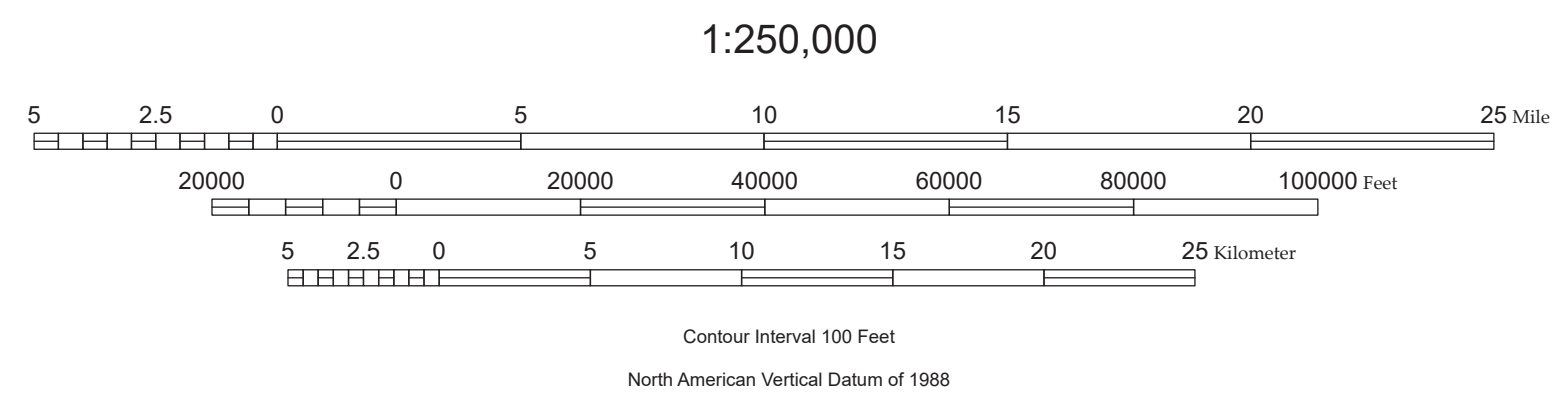 1:250,000
5 2.5 0 5 10 15 20 25 Mile
20000 0 20000 40000 60000 80000 100000 Feet
5 2.5 0 5 10 15 20 25 Kilometer
Contour Interval 100 Feet
North American Vertical Datum of 1988